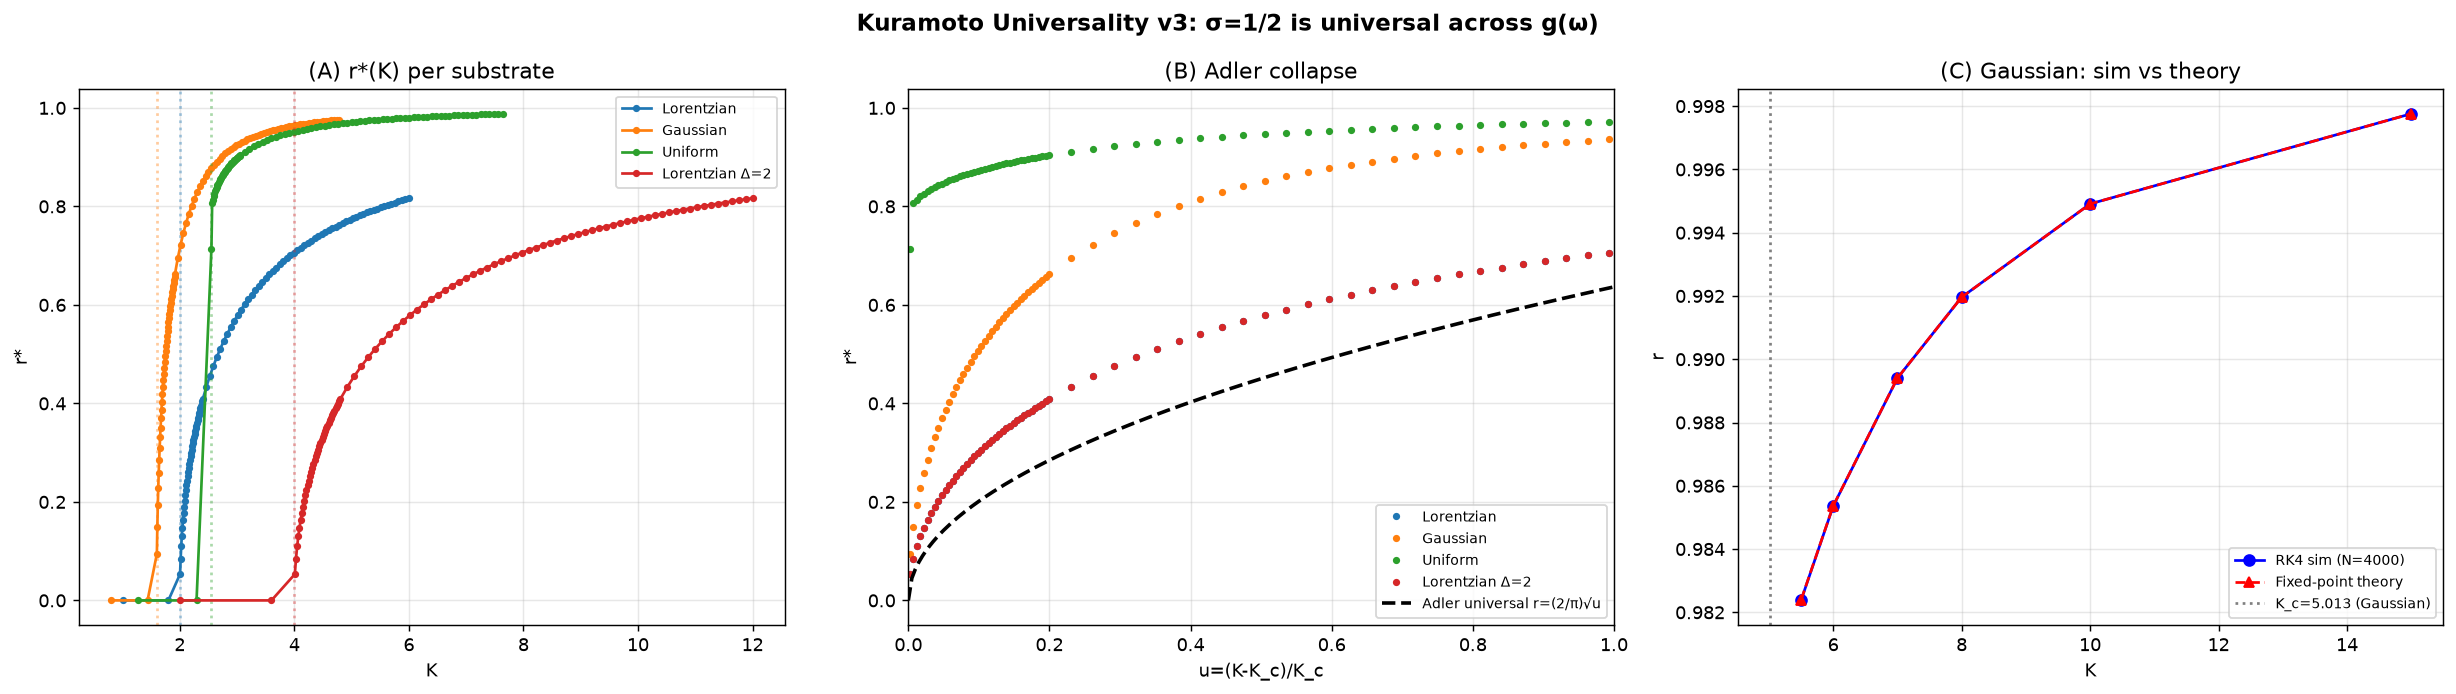 Kuramoto Universality v3: σ=1/2 is universal across g(ω)
(A) r*(K) per substrate
r*
1.0
0.8
0.6
0.4
0.2
0.0
2
4
6
8
10
12
K
Lorentzian
Gaussian
Uniform
Lorentzian Δ=2
(B) Adler collapse
r*
1.0
0.8
0.6
0.4
0.2
0.0
0.0
0.2
0.4
0.6
0.8
1.0
u=(K-K_c)/K_c
Lorentzian
Gaussian
Uniform
Lorentzian Δ=2
Adler universal r=(2/π)√u
(C) Gaussian: sim vs theory
r
0.998
0.996
0.994
0.992
0.990
0.988
0.986
0.984
0.982
6
8
10
12
14
K
RK4 sim (N=4000)
Fixed-point theory
K_c=5.013 (Gaussian)